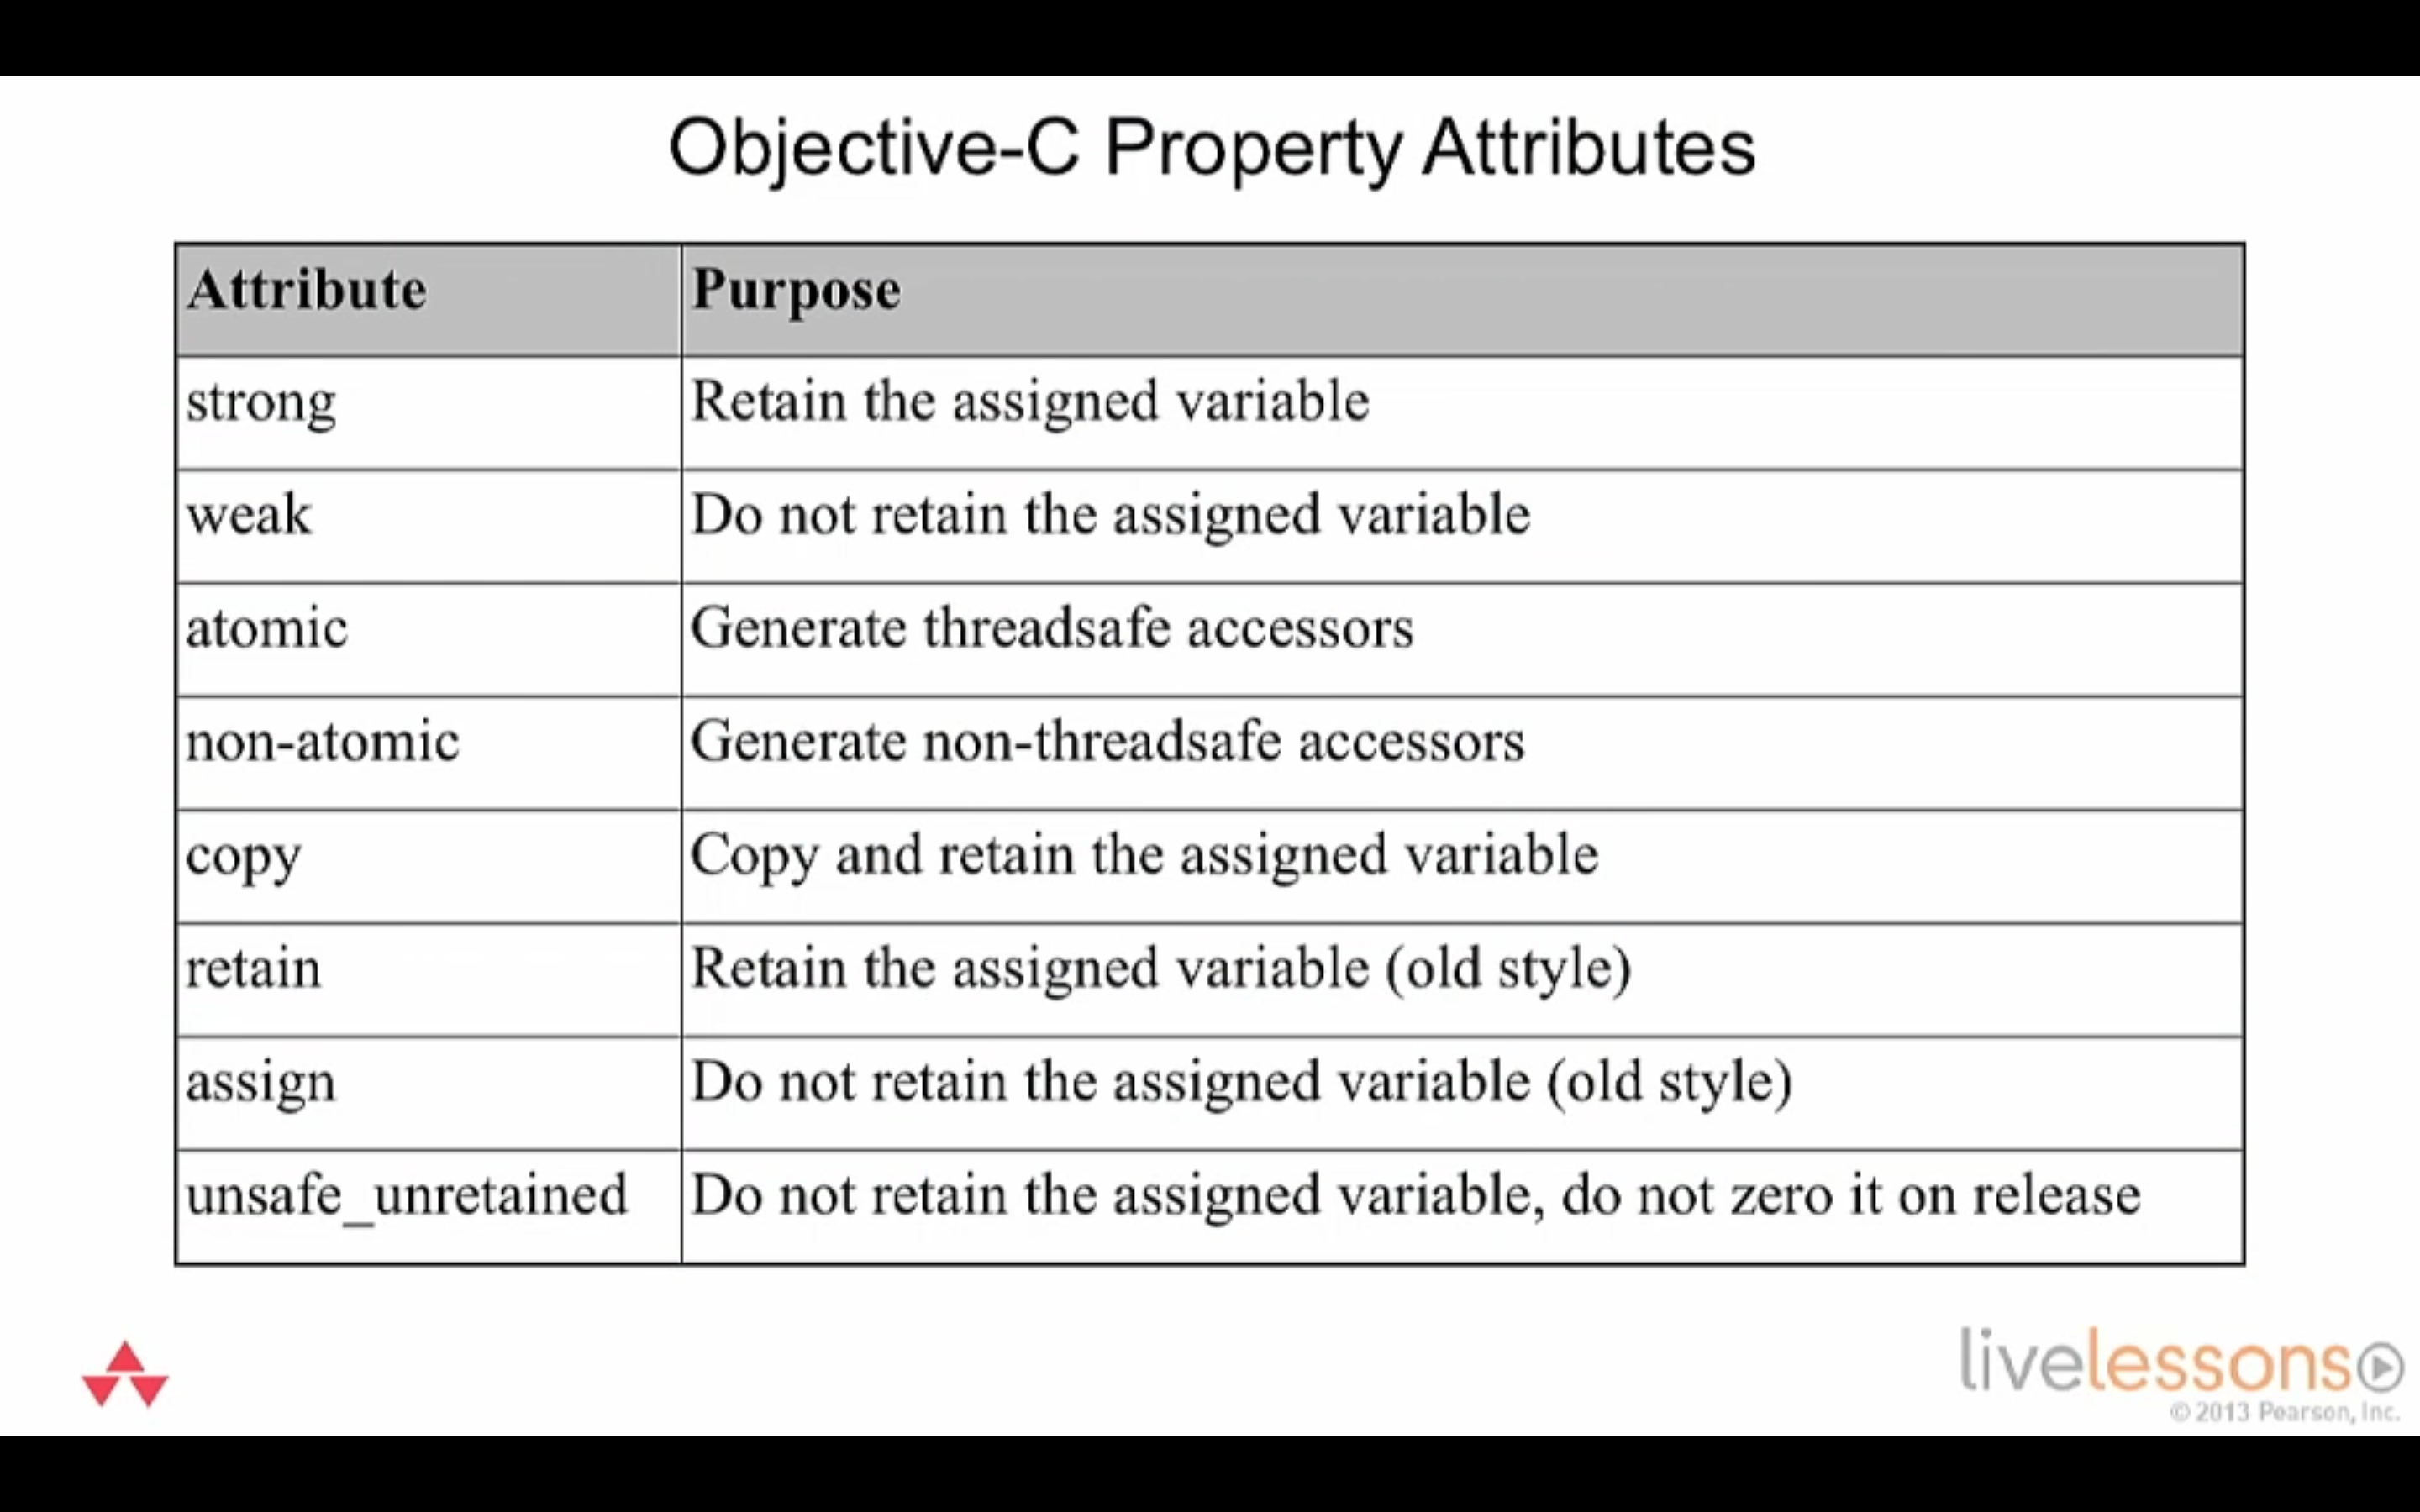 Objective-C Property Attributes
Attribute Purpose
strong Retain the assigned variable
weak Do not retain the assigned variable
atomic Generate threadsafe accessors
non-atomic Generate non-threadsafe accessors
copy Copy and retain the assigned variable
retain Retain the assigned variable (old style)
assign Do not retain the assigned variable (old style)
unsafe_unretained Do not retain the assigned variable, do not zero it on release
livelessons
© 2013 Pearson, Inc.